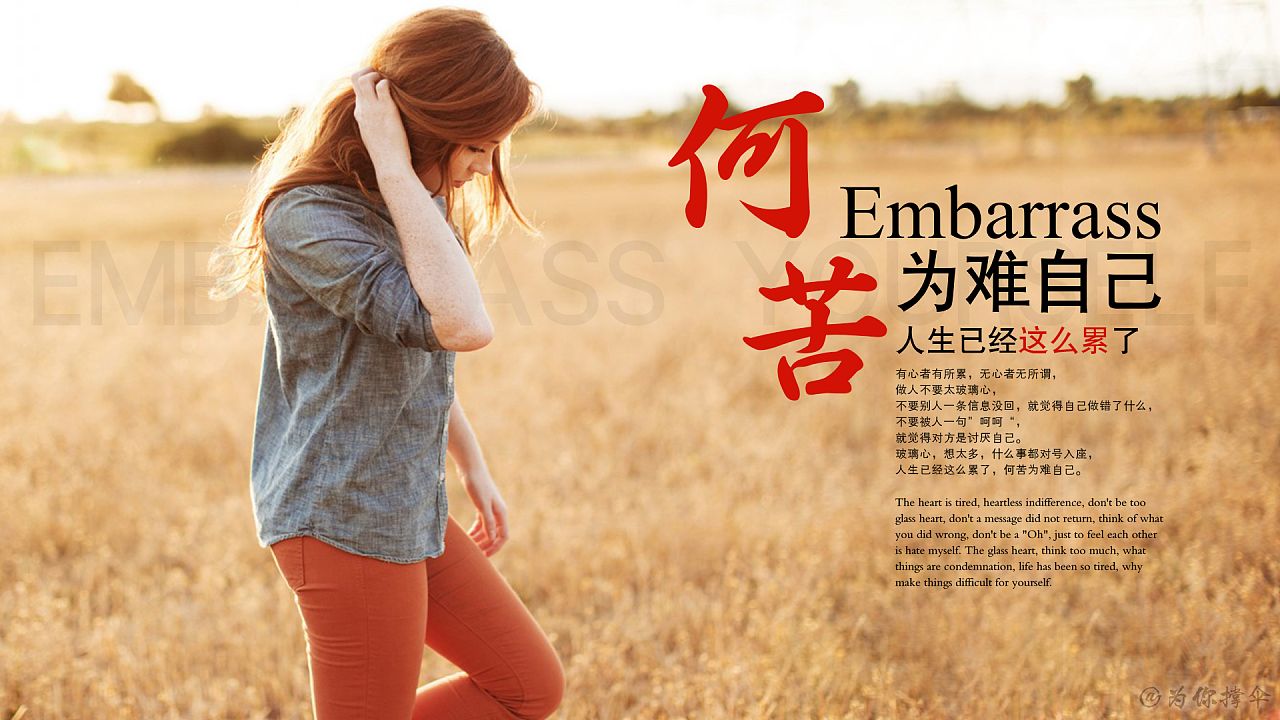 何苦
Embarrass
EMBARRASS YOURSELF
为难自己
人生已经这么累了
有心者有所累，无心者无所谓，
做人不要太玻璃心，
不要别人一条信息没回，就觉得自己做错了什么，
不要被人一句”呵呵“，
就觉得对方是讨厌自己。
玻璃心，想太多，什么事都对号入座，
人生已经这么累了，何苦为难自己。
The heart is tired, heartless indifference, don't be too
glass heart, don't a message did not return, think of what
you did wrong, don't be a "Oh", just to feel each other
is hate myself. The glass heart, think too much, what
things are condemnation, life has been so tired, why
make things difficult for yourself.
为你撑伞